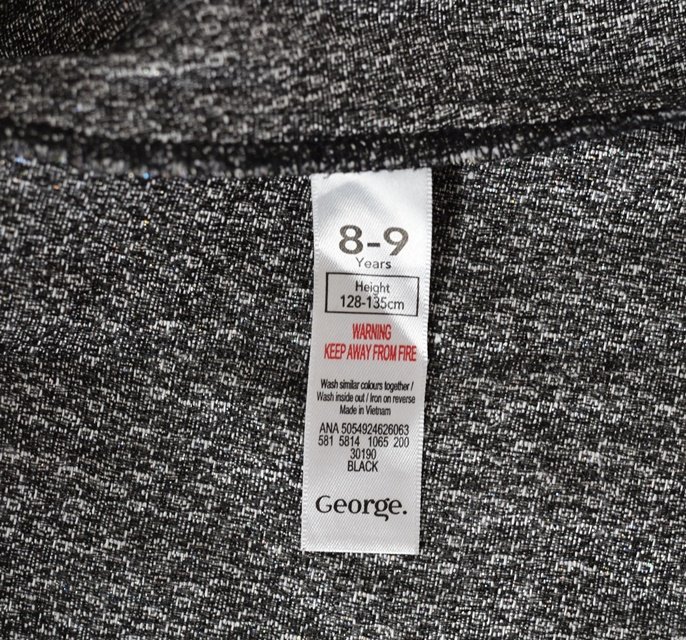 8-9
Years
Height
128-135cm
WARNING
KEEP AWAY FROM FIRE
Wash similar colours together /
Wash inside out / Iron on reverse
Made in Vietnam
ANA 5054924626063
581 5814 1065 200
30190
BLACK
George.